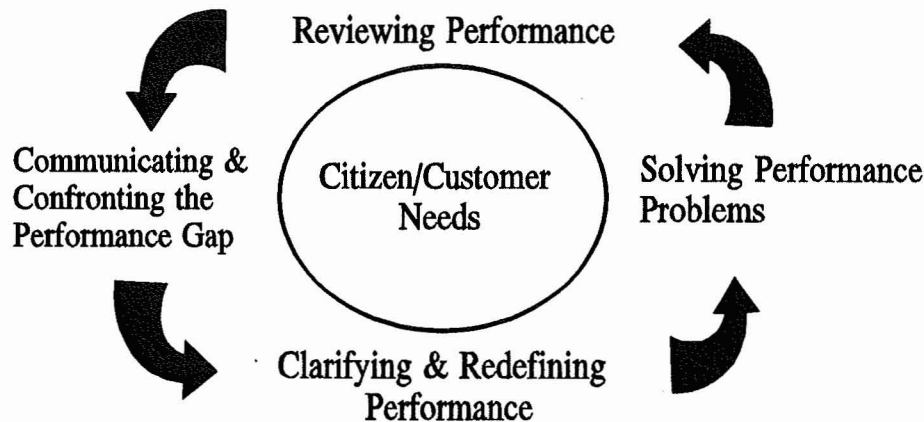 Reviewing Performance
Communicating &
Confronting the
Performance Gap
Citizen/Customer
Needs
Solving Performance
Problems
Clarifying & Redefining
Performance